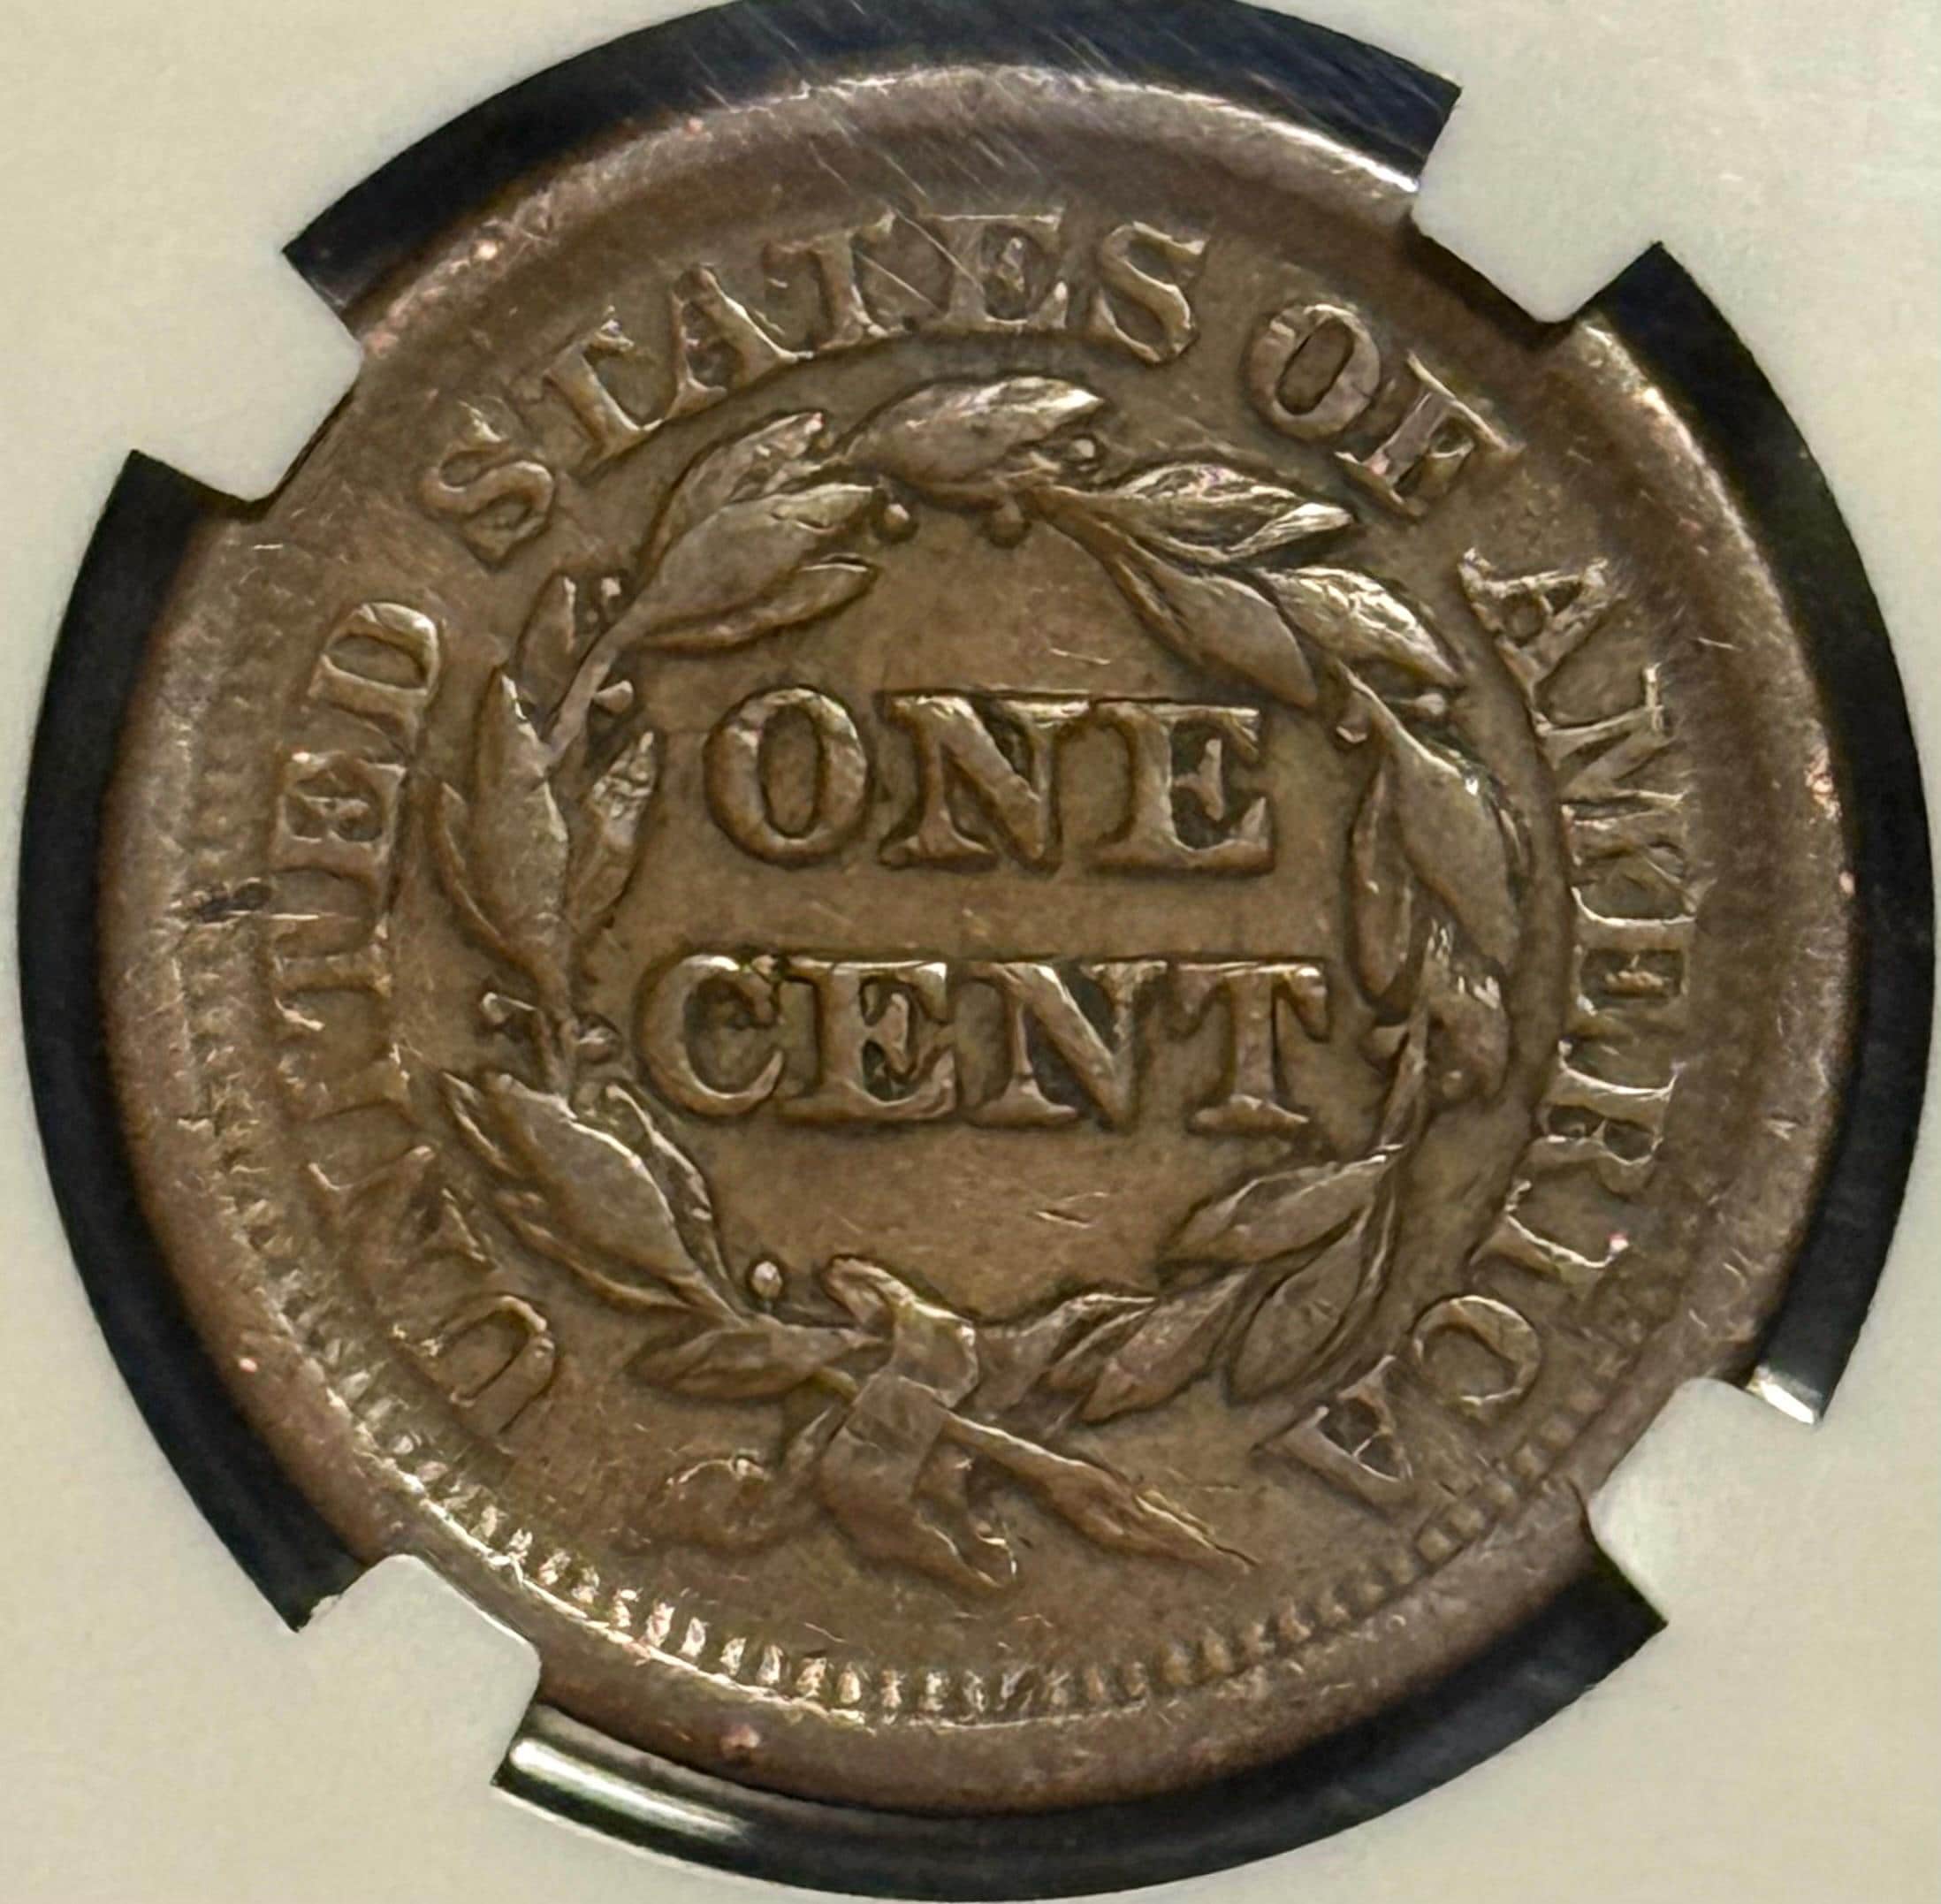 UNITED STATES OF AMERICA
ONE
CENT